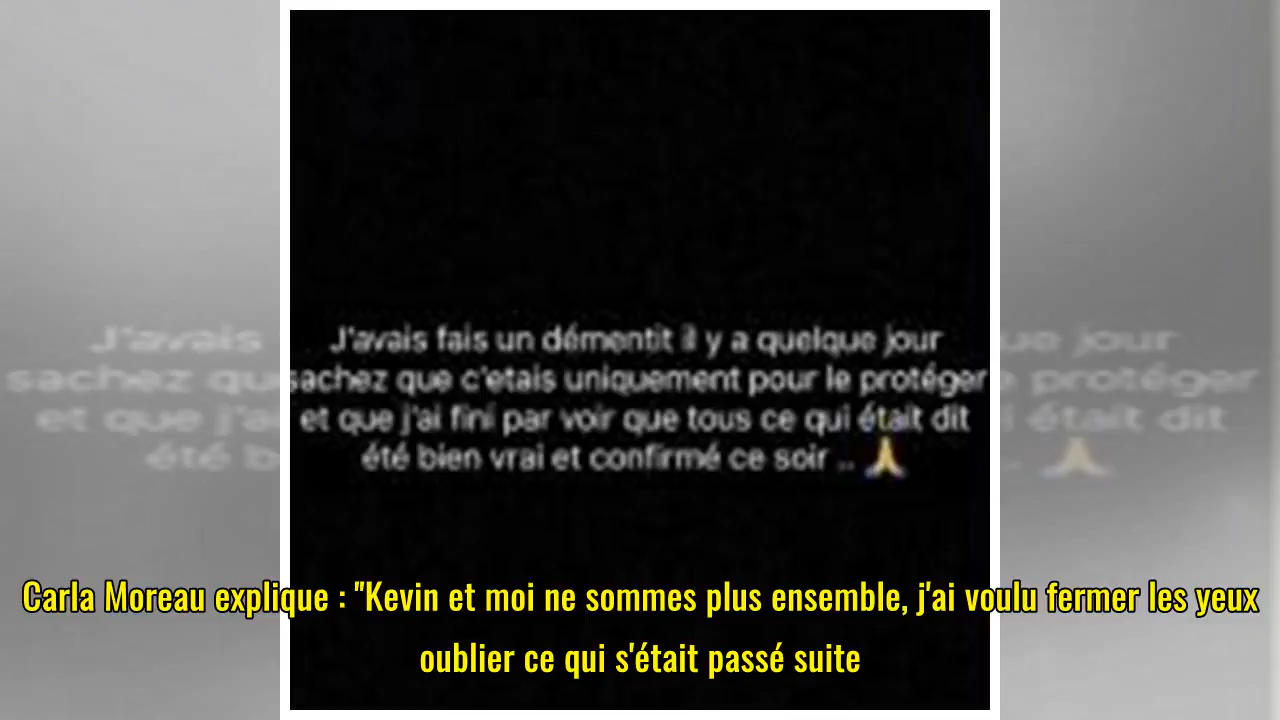 J'avais fais un démentit il y a quelque jour
sachez que c'etais uniquement pour le protéger
et que j'ai fini par voir que tous ce qui était dit
été bien vrai et confirmé ce soir .. 🙏
Carla Moreau explique : "Kevin et moi ne sommes plus ensemble, j'ai voulu fermer les yeux
oublier ce qui s'était passé suite